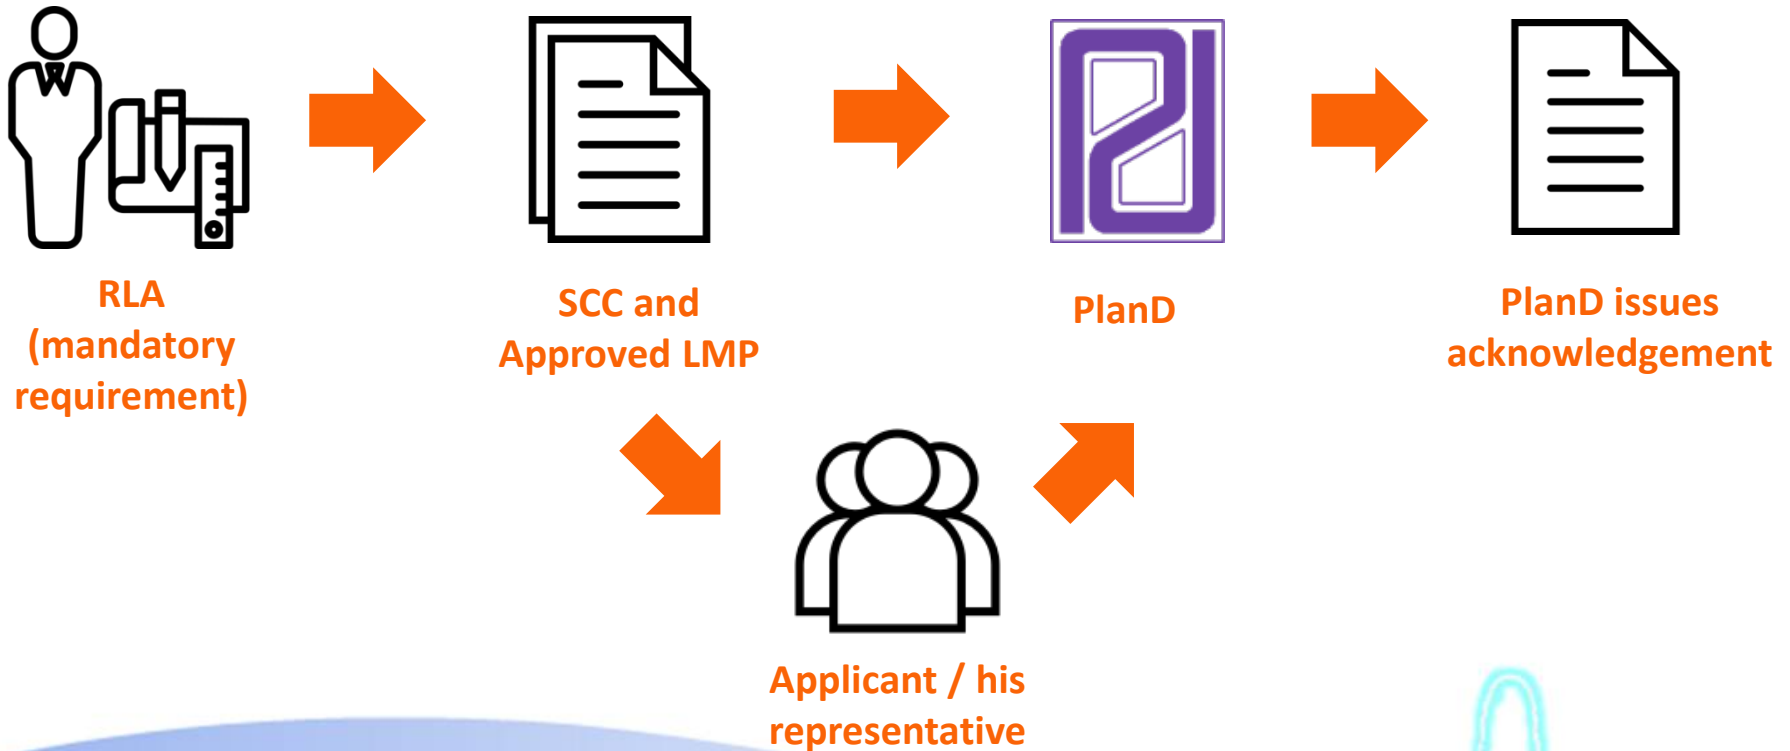 RLA
(mandatory
requirement)
SCC and
Approved LMP
PlanD
PlanD issues
acknowledgement
Applicant / his
representative